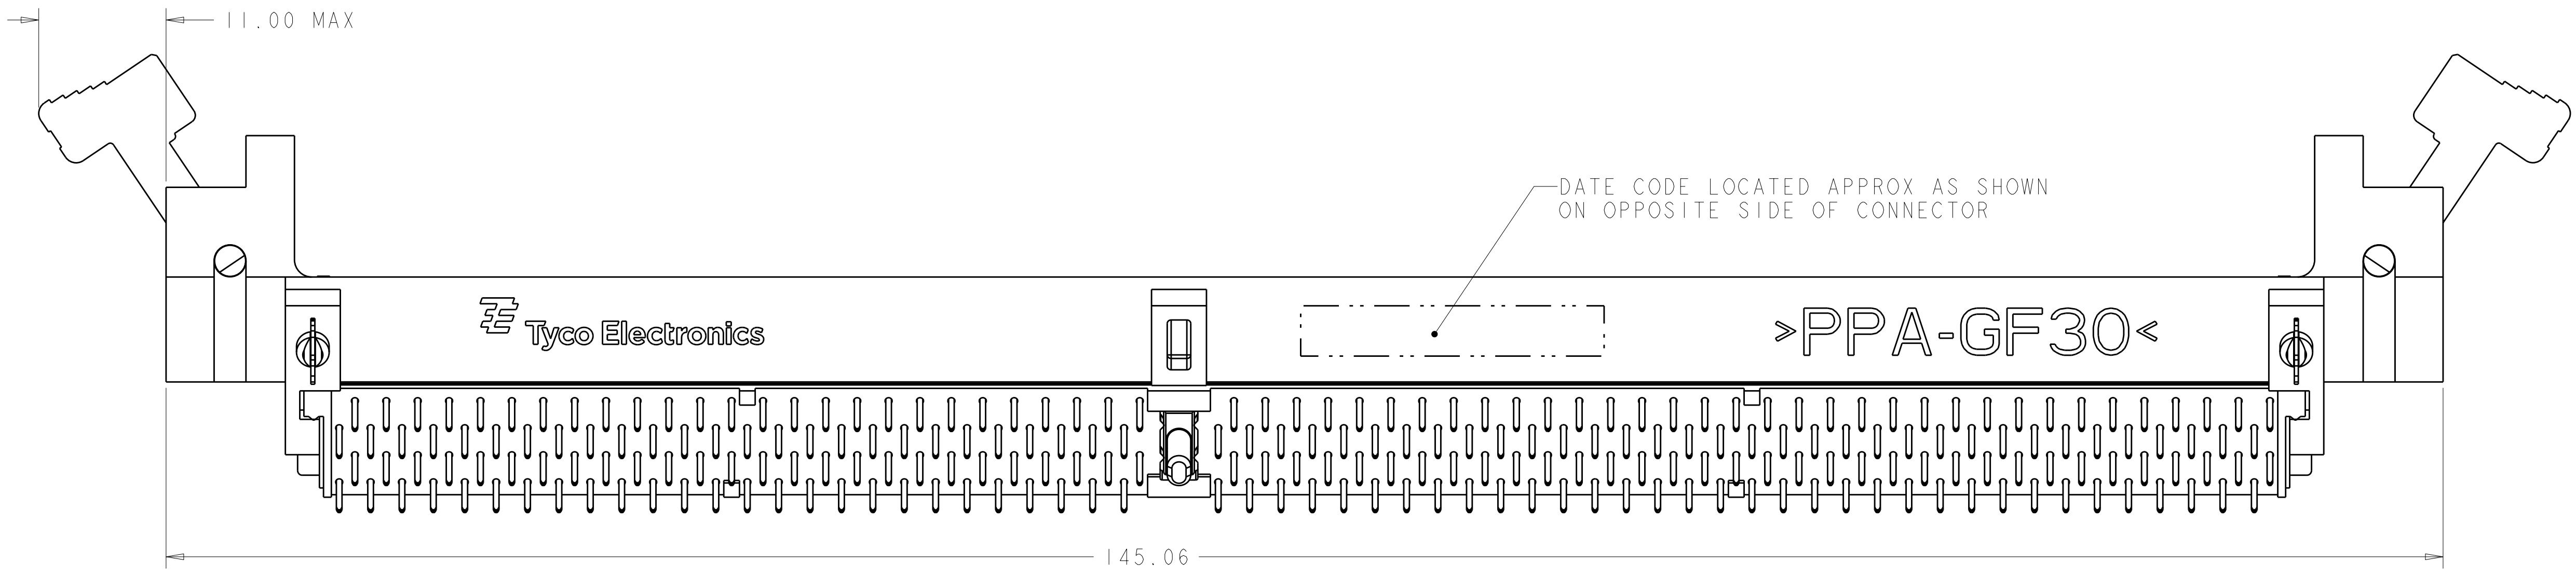 11.00 MAX
DATE CODE LOCATED APPROX AS SHOWN
ON OPPOSITE SIDE OF CONNECTOR
Tyco Electronics
>PPA-GF30<
145.06